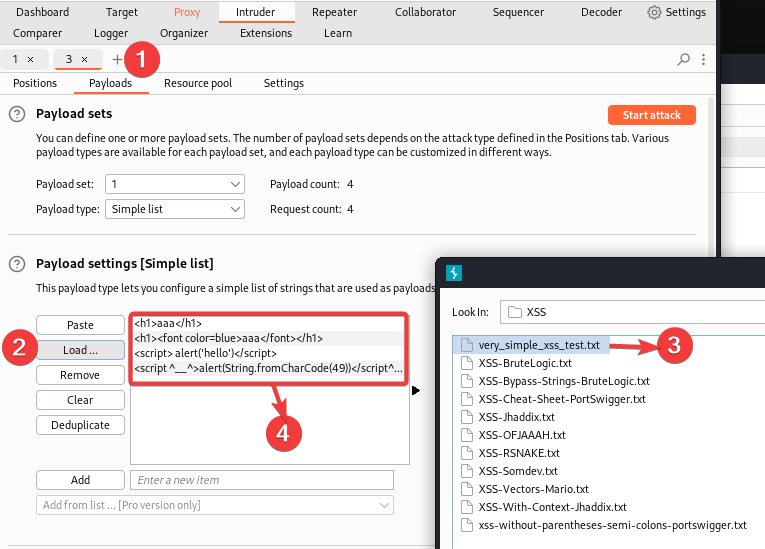 Dashboard Target Proxy Intruder Repeater Collaborator Sequencer Decoder Settings
Comparer Logger Organizer Extensions Learn
1 × 3 × + 1
Positions Payloads Resource pool Settings
? Payload sets Start attack
You can define one or more payload sets. The number of payload sets depends on the attack type defined in the Positions tab. Various
payload types are available for each payload set, and each payload type can be customized in different ways.
Payload set: 1 Payload count: 4
Payload type: Simple list Request count: 4
? Payload settings [Simple list]
This payload type lets you configure a simple list of strings that are used as payloads
Paste
2 Load ...
Remove
Clear
Deduplicate
<h1>aaa</h1>
<h1><font color=blue>aaa</font></h1>
<script> alert('hello')</script>
<script ^__^>alert(String.fromCharCode(49))</script^...
4
Add Enter a new item
Add from list ... [Pro version only]
Look In: XSS
very_simple_xss_test.txt 3
XSS-BruteLogic.txt
XSS-Bypass-Strings-BruteLogic.txt
XSS-Cheat-Sheet-PortSwigger.txt
XSS-Jhaddix.txt
XSS-OFJAAAH.txt
XSS-RSNAKE.txt
XSS-Somdev.txt
XSS-Vectors-Mario.txt
XSS-With-Context-Jhaddix.txt
xss-without-parentheses-semi-colons-portswigger.txt